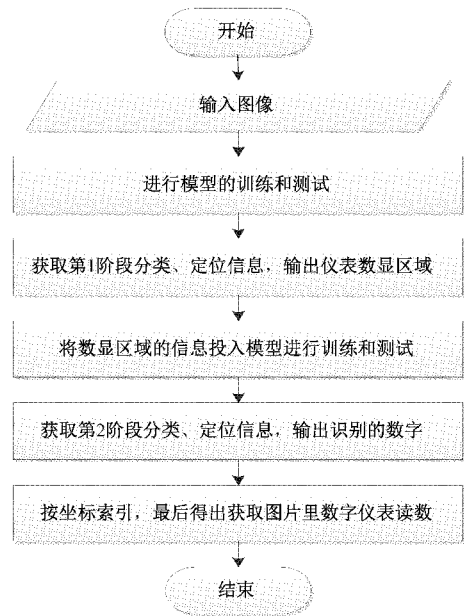 开始
输入图像
进行模型的训练和测试
获取第1阶段分类、定位信息，输出仪表数显区域
将数显区域的信息投入模型进行训练和测试
获取第2阶段分类、定位信息，输出识别的数字
按坐标索引，最后得出获取图片里数字仪表读数
结束